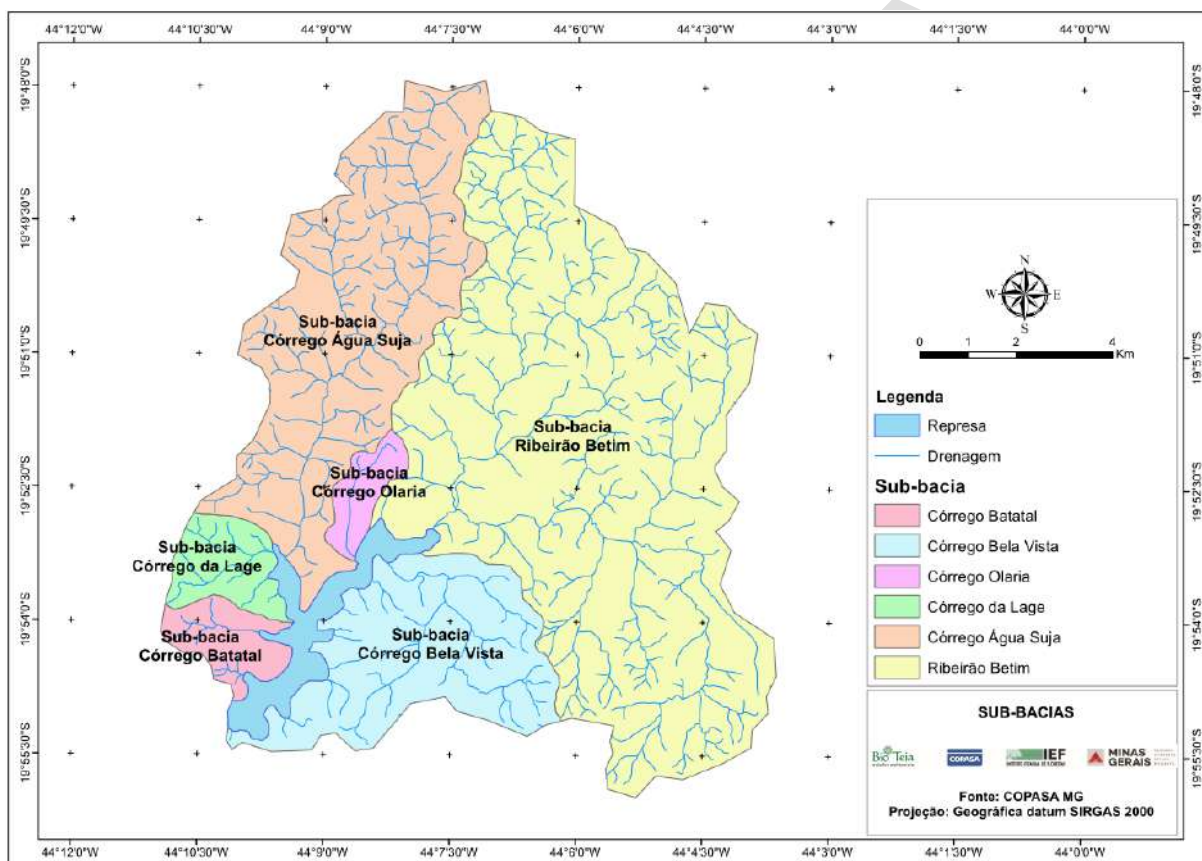 44°12'0"W 44°10'30"W 44°9'0"W 44°7'30"W 44°6'0"W 44°4'30"W 44°3'0"W 44°1'30"W 44°0'0"W
19°48'0"S 19°48'0"S
19°49'30"S 19°49'30"S
19°51'0"S 19°51'0"S
19°52'30"S 19°52'30"S
19°54'0"S 19°54'0"S
19°55'30"S 19°55'30"S
Sub-bacia
Córrego Água Suja
Sub-bacia
Ribeirão Betim
Sub-bacia
Córrego Olaria
Sub-bacia
Córrego da Lage
Sub-bacia
Córrego Batatal
Sub-bacia
Córrego Bela Vista
N
W E
S
0 1 2 4
Km
Legenda
Represa
Drenagem
Sub-bacia
Córrego Batatal
Córrego Bela Vista
Córrego Olaria
Córrego da Lage
Córrego Água Suja
Ribeirão Betim
SUB-BACIAS
Bio Teia
COPASA
IEF
MINAS
GERAIS
Fonte: COPASA MG
Projeção: Geográfica datum SIRGAS 2000
44°12'0"W 44°10'30"W 44°9'0"W 44°7'30"W 44°6'0"W 44°4'30"W 44°3'0"W 44°1'30"W 44°0'0"W